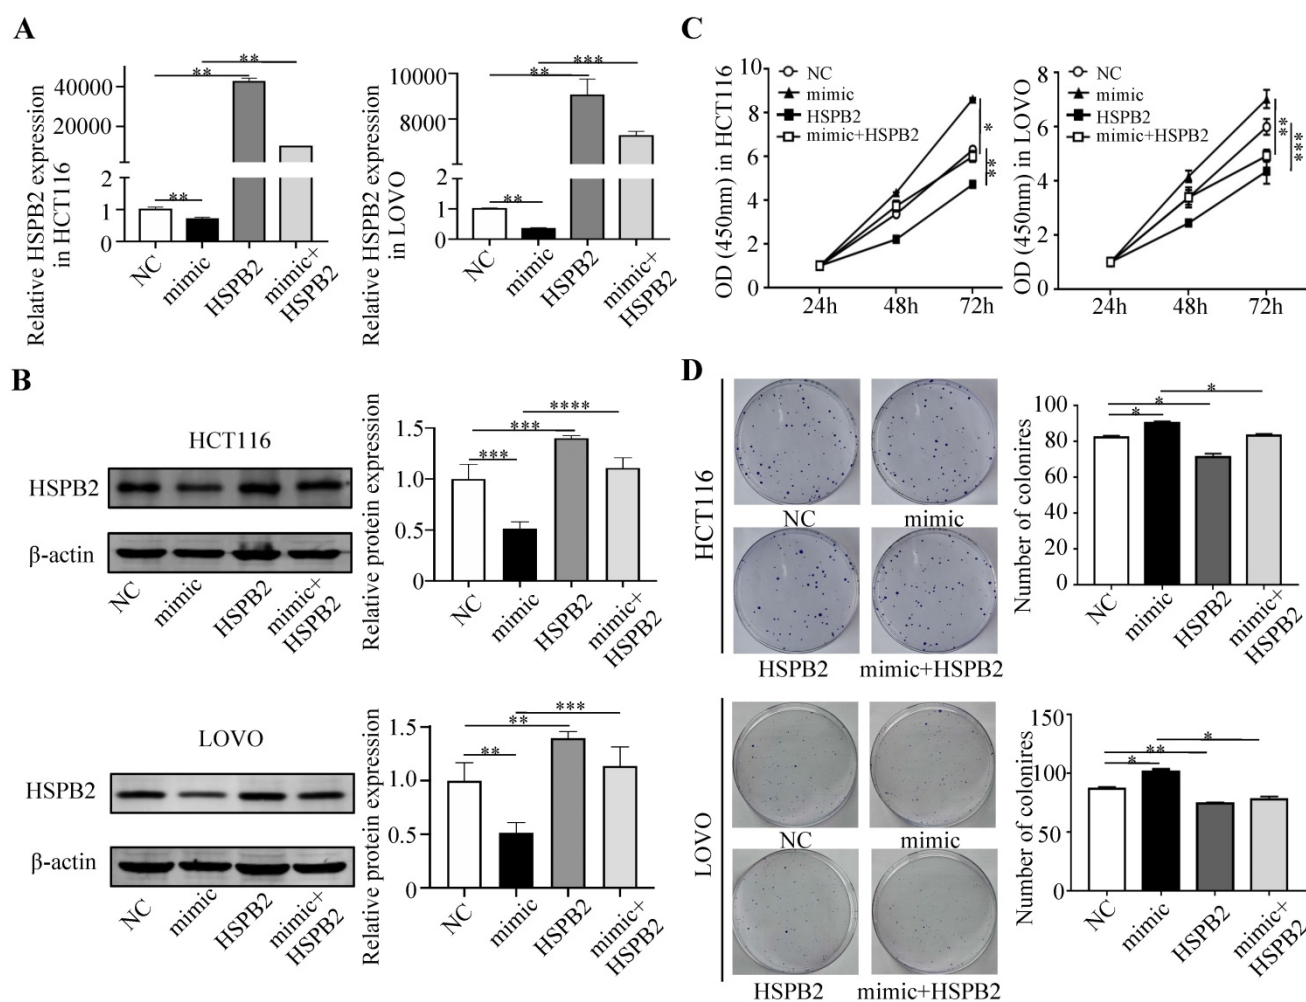 A
Relative HSPB2 expression
in HCT116
40000
20000
2
1
0
**
**
**
NC
mimic
HSPB2
mimic+
HSPB2
Relative HSPB2 expression
in LOVO
10000
8000
2
1
0
***
**
**
NC
mimic
HSPB2
mimic+
HSPB2
B
HCT116
HSPB2
β-actin
NC
mimic
HSPB2
mimic+
HSPB2
Relative protein expression
1.5
1.0
0.5
0
****
***
***
NC
mimic
HSPB2
mimic+
HSPB2
LOVO
HSPB2
β-actin
NC
mimic
HSPB2
mimic+
HSPB2
Relative protein expression
1.5
1.0
0.5
0
***
**
**
NC
mimic
HSPB2
mimic+
HSPB2
C
OD (450nm) in HCT116
10
8
6
4
2
0
NC
mimic
HSPB2
mimic+HSPB2
*
**
24h
48h
72h
OD (450nm) in LOVO
8
6
4
2
0
NC
mimic
HSPB2
mimic+HSPB2
**
***
24h
48h
72h
D
HCT116
NC
mimic
HSPB2
mimic+HSPB2
Number of colonires
100
80
60
40
20
0
*
*
*
NC
mimic
HSPB2
mimic+
HSPB2
LOVO
NC
mimic
HSPB2
mimic+HSPB2
Number of colonires
150
100
50
0
*
**
*
NC
mimic
HSPB2
mimic+
HSPB2